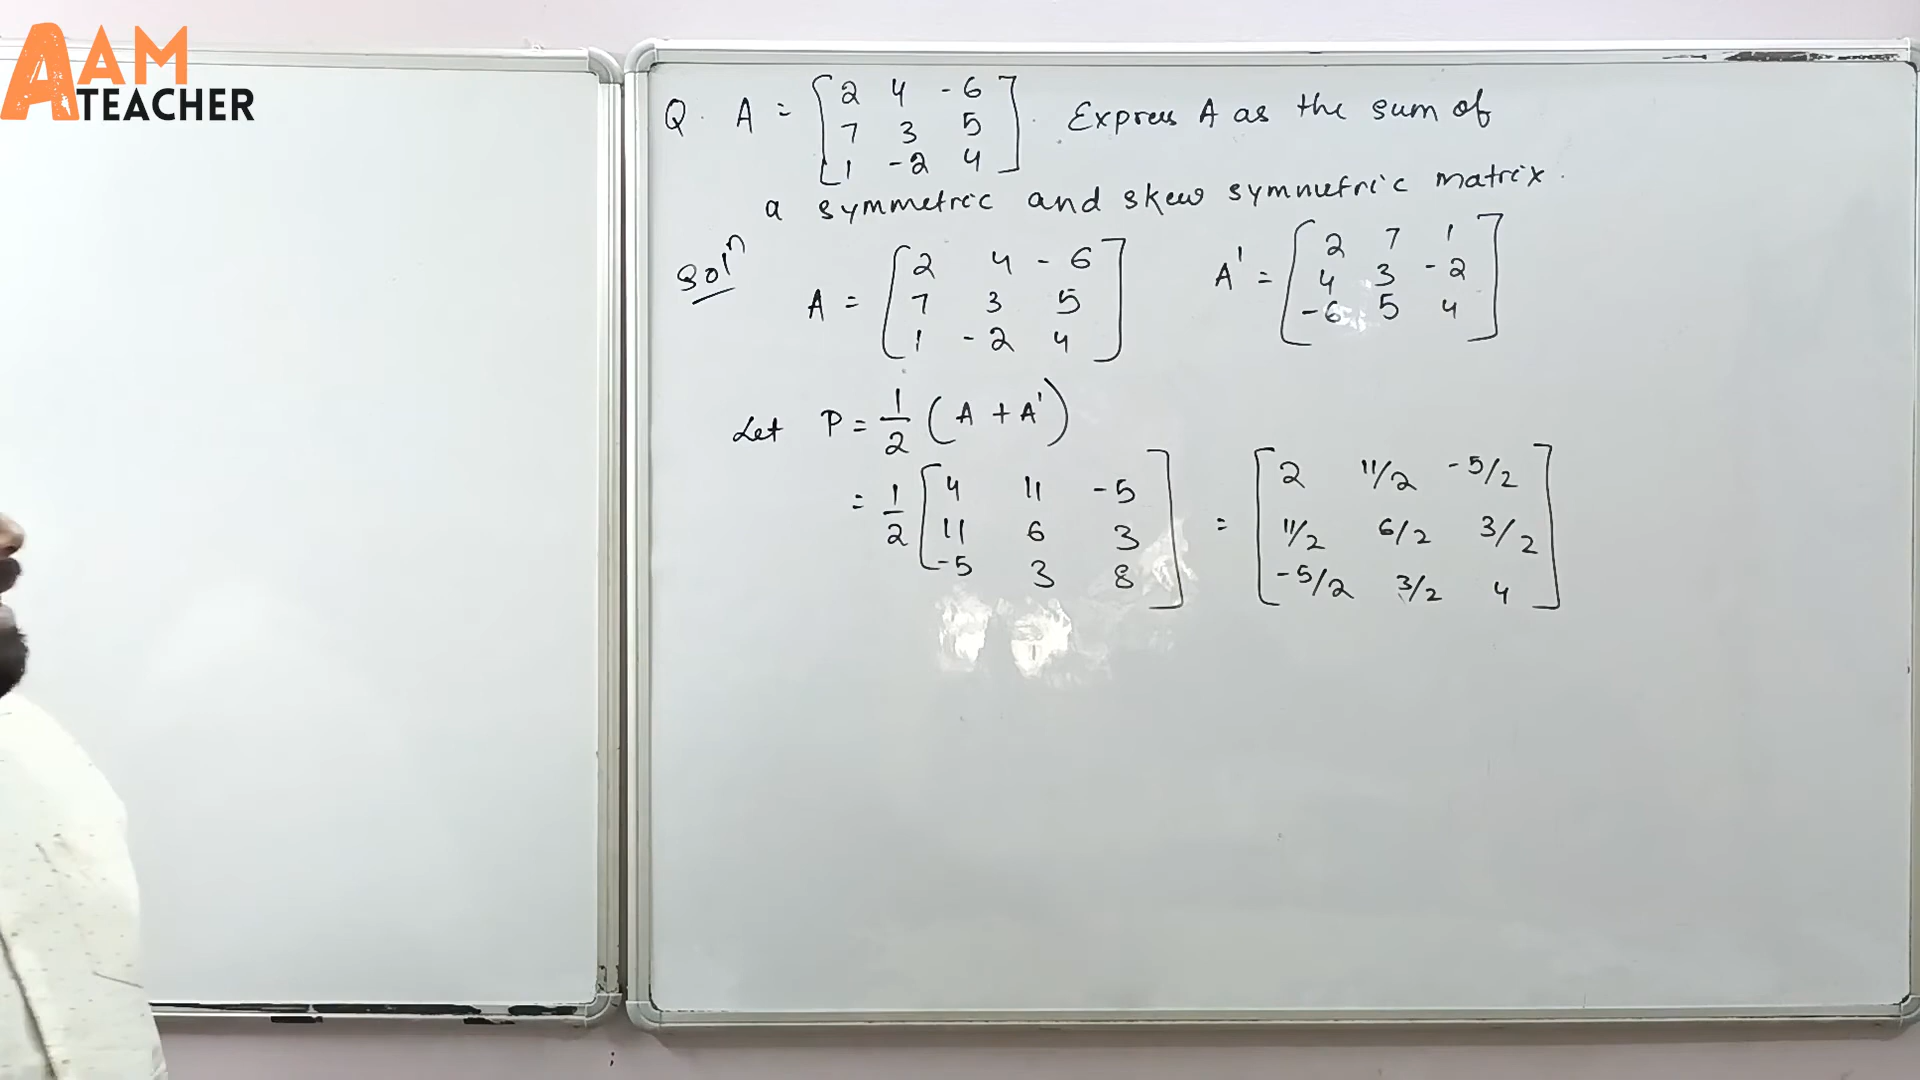 AAM
TEACHER
Q. A = [2 4 -6
7 3 5
1 -2 4]. Express A as the sum of
a symmetric and skew symmetric matrix.
Solⁿ
A = [2 4 -6
7 3 5
1 -2 4]
A' = [2 7 1
4 3 -2
-6 5 4]
Let P = 1/2 (A + A')
= 1/2 [4 11 -5
11 6 3
-5 3 8]
= [2 11/2 -5/2
11/2 6/2 3/2
-5/2 3/2 4]